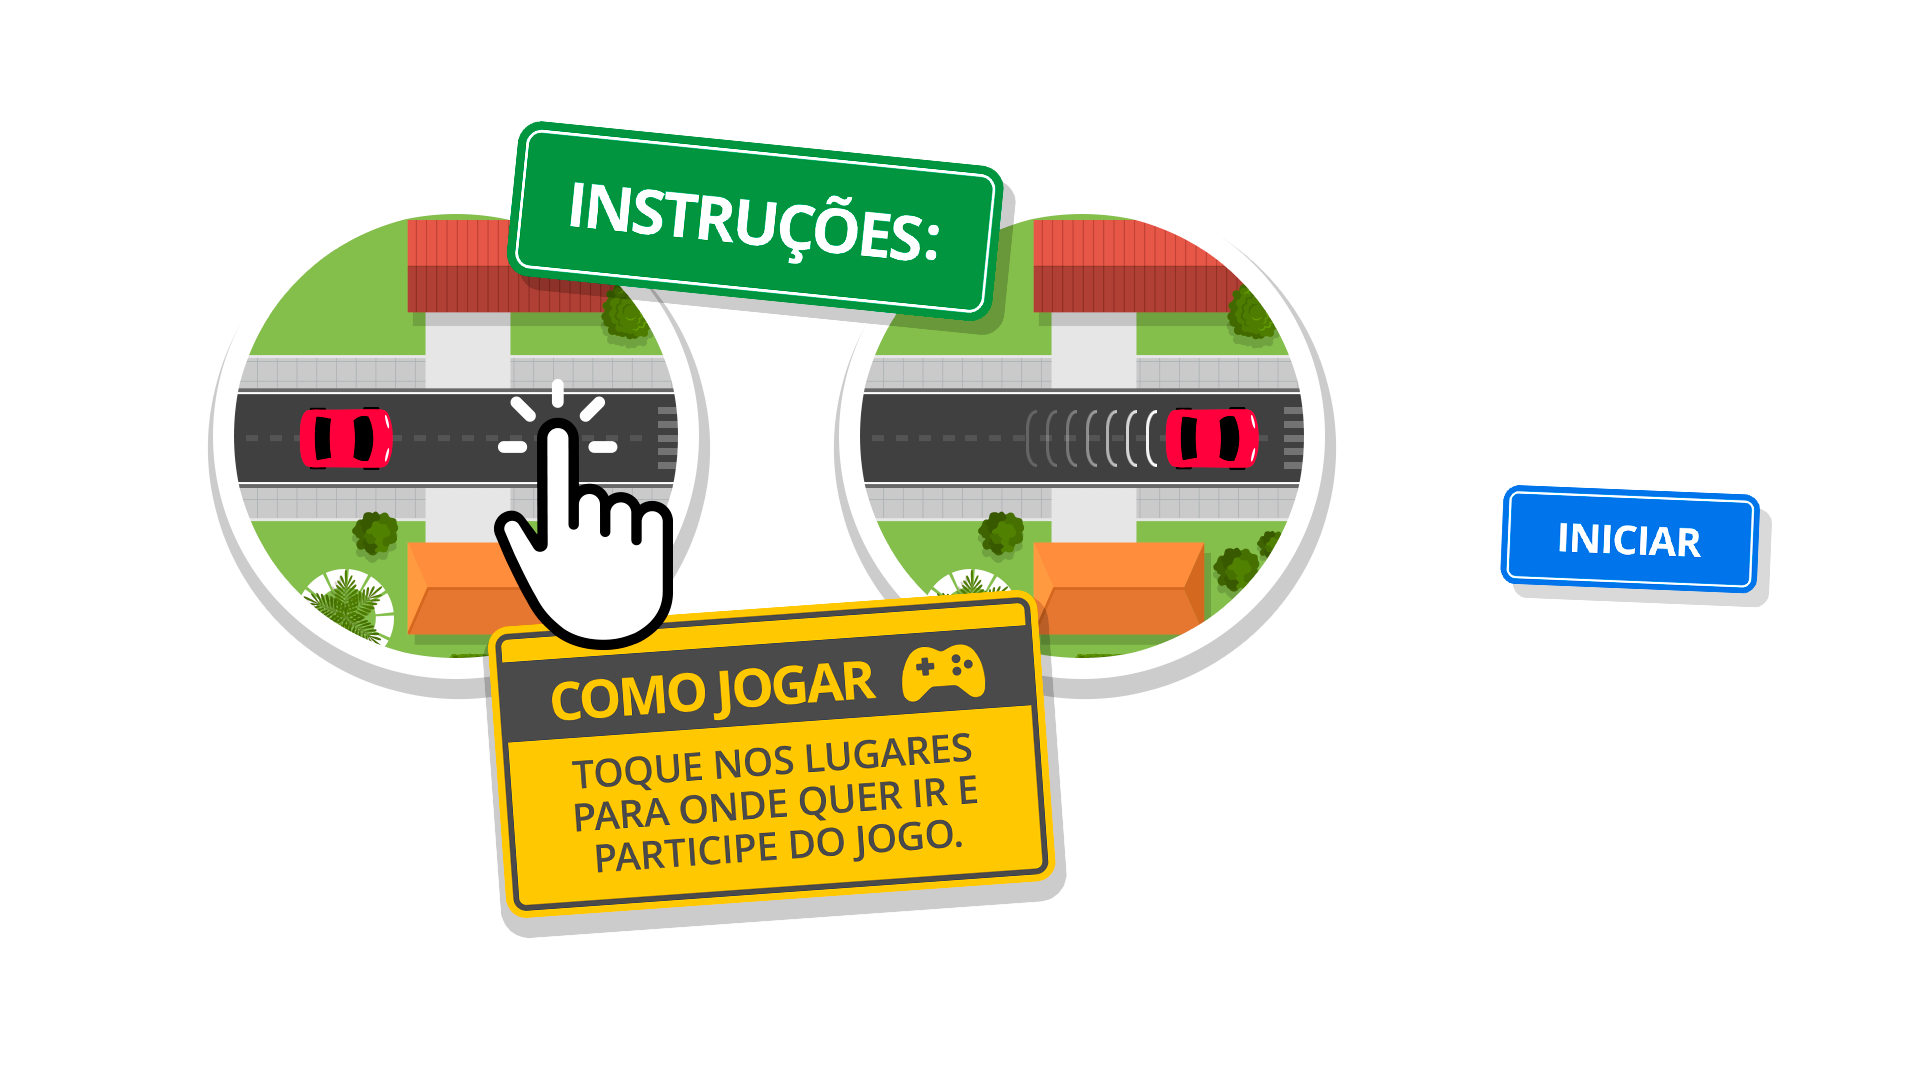 INSTRUÇÕES:
COMO JOGAR
TOQUE NOS LUGARES
PARA ONDE QUER IR E
PARTICIPE DO JOGO.
INICIAR